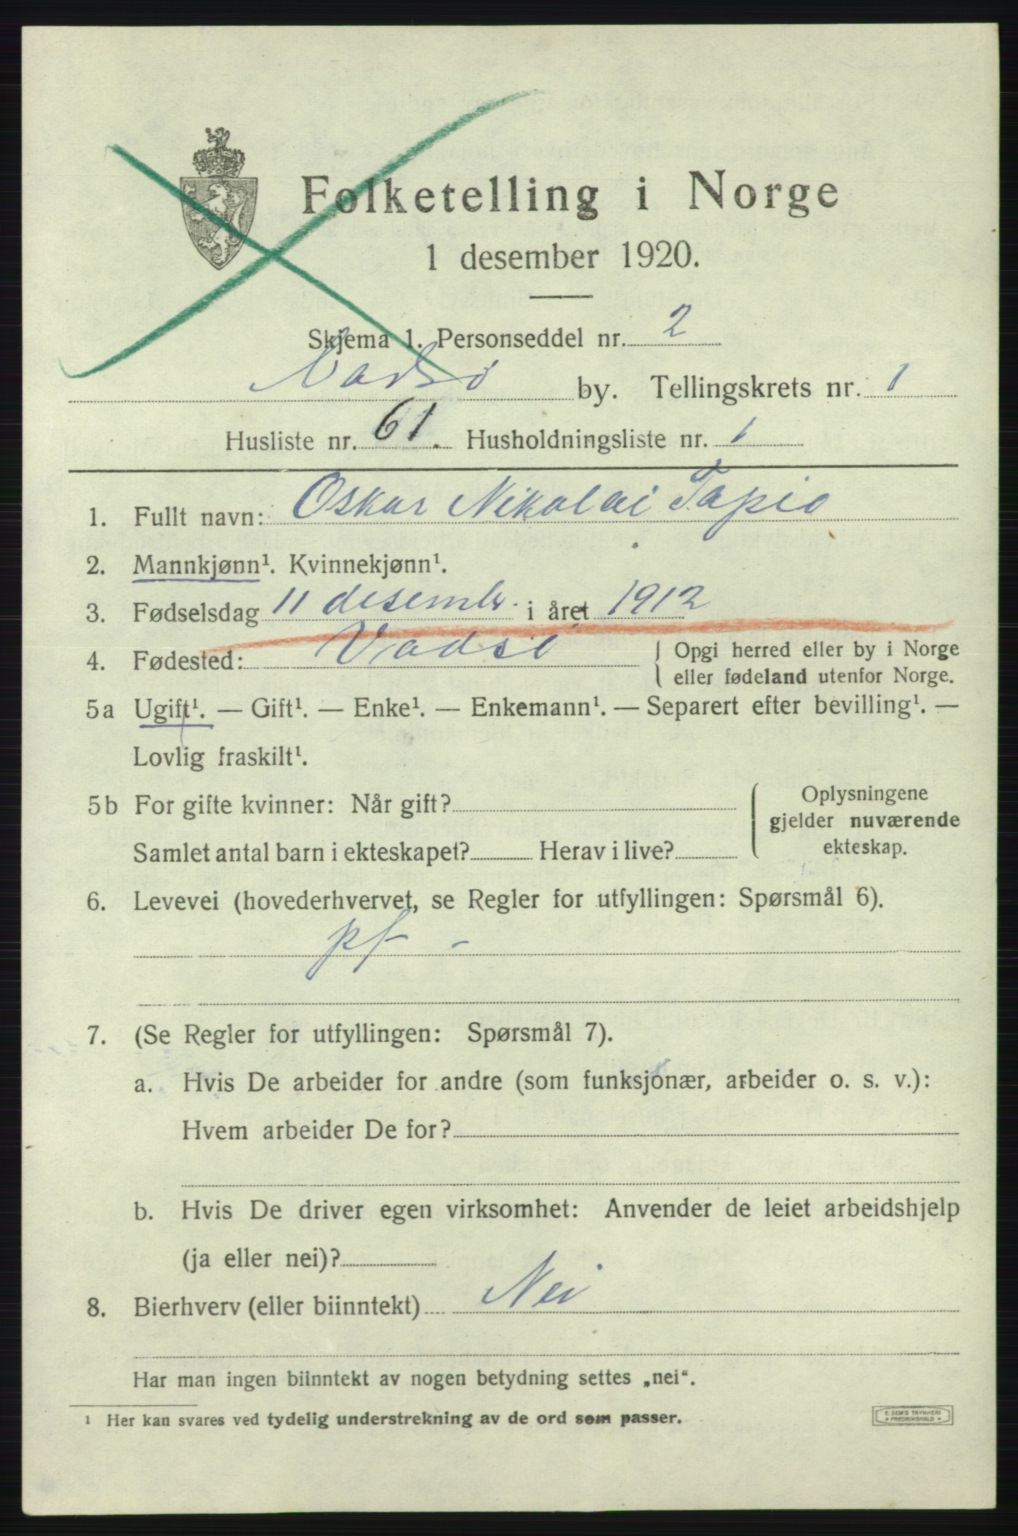 Folketelling i Norge
1 desember 1920.
Skjema 1. Personseddel nr. 2
Vadsø by. Tellingskrets nr. 1
Husliste nr. 61. Husholdningsliste nr. 1
1. Fullt navn: Oskar Nikolai Tapio
2. Mannkjønn¹. Kvinnekjønn¹.
3. Fødselsdag 11 desembr. i året 1912
4. Fødested: Vadsø { Opgi herred eller by i Norge
eller fødeland utenfor Norge.
5a Ugift¹. — Gift¹. — Enke¹. — Enkemann¹. — Separert efter bevilling¹. —
Lovlig fraskilt¹.
5b For gifte kvinner: Når gift?
Samlet antal barn i ekteskapet? Herav i live?
{ Oplysningene
gjelder nuværende
ekteskap.
6. Levevei (hovederhvervet, se Regler for utfyllingen: Spørsmål 6).
pf -
7. (Se Regler for utfyllingen: Spørsmål 7).
a. Hvis De arbeider for andre (som funksjonær, arbeider o. s. v.):
Hvem arbeider De for?
b. Hvis De driver egen virksomhet: Anvender de leiet arbeidshjelp
(ja eller nei)?
8. Bierhverv (eller biinntekt) Nei
Har man ingen biinntekt av nogen betydning settes „nei“.
¹ Her kan svares ved tydelig understrekning av de ord som passer.
E SEM'S TRYKKERI
FREDRIKSHALD